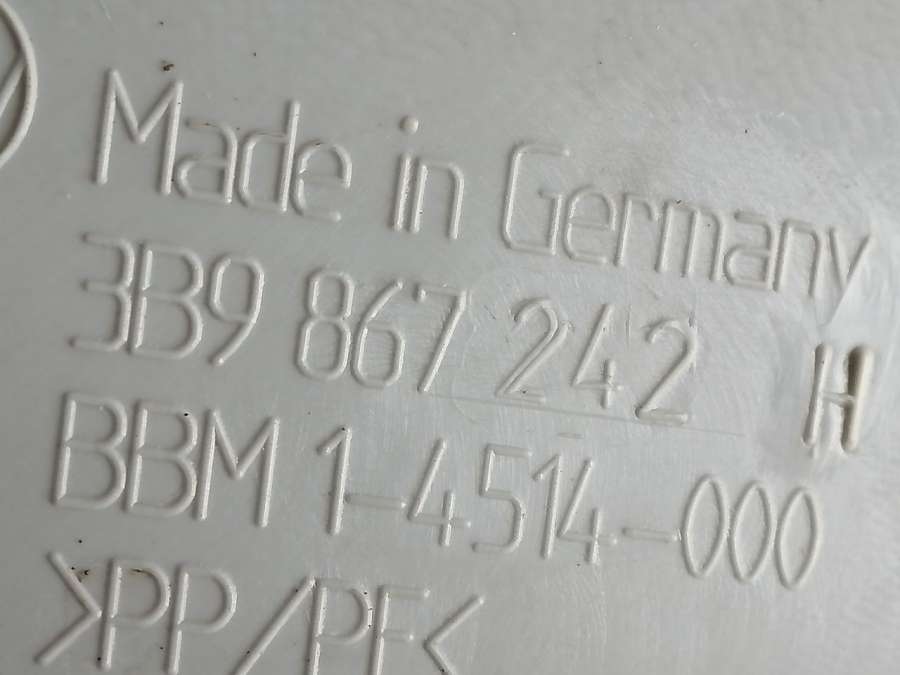 Made in Germany
3B9 867 242 H
BBM 1-4514-000
>PP/PE<